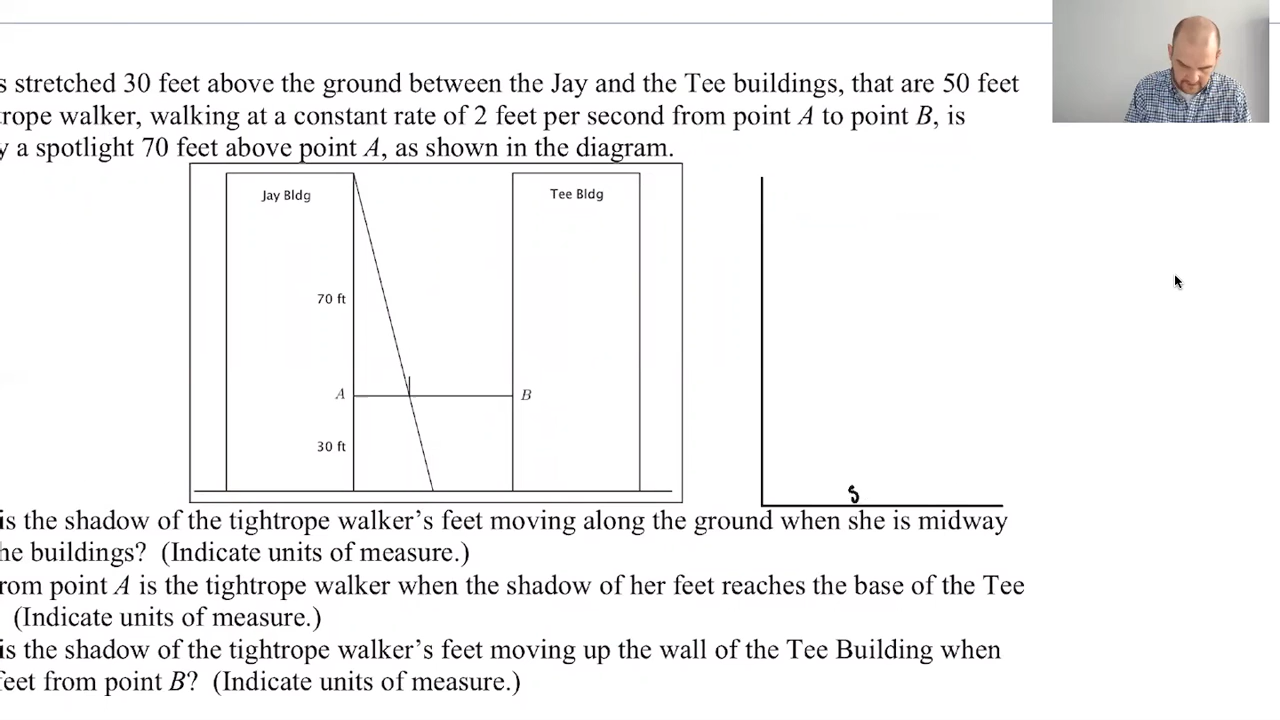 s stretched 30 feet above the ground between the Jay and the Tee buildings, that are 50 feet
rope walker, walking at a constant rate of 2 feet per second from point A to point B, is
y a spotlight 70 feet above point A, as shown in the diagram.
Jay Bldg
Tee Bldg
70 ft
A
B
30 ft
s
is the shadow of the tightrope walker's feet moving along the ground when she is midway
he buildings? (Indicate units of measure.)
rom point A is the tightrope walker when the shadow of her feet reaches the base of the Tee
(Indicate units of measure.)
is the shadow of the tightrope walker's feet moving up the wall of the Tee Building when
feet from point B? (Indicate units of measure.)